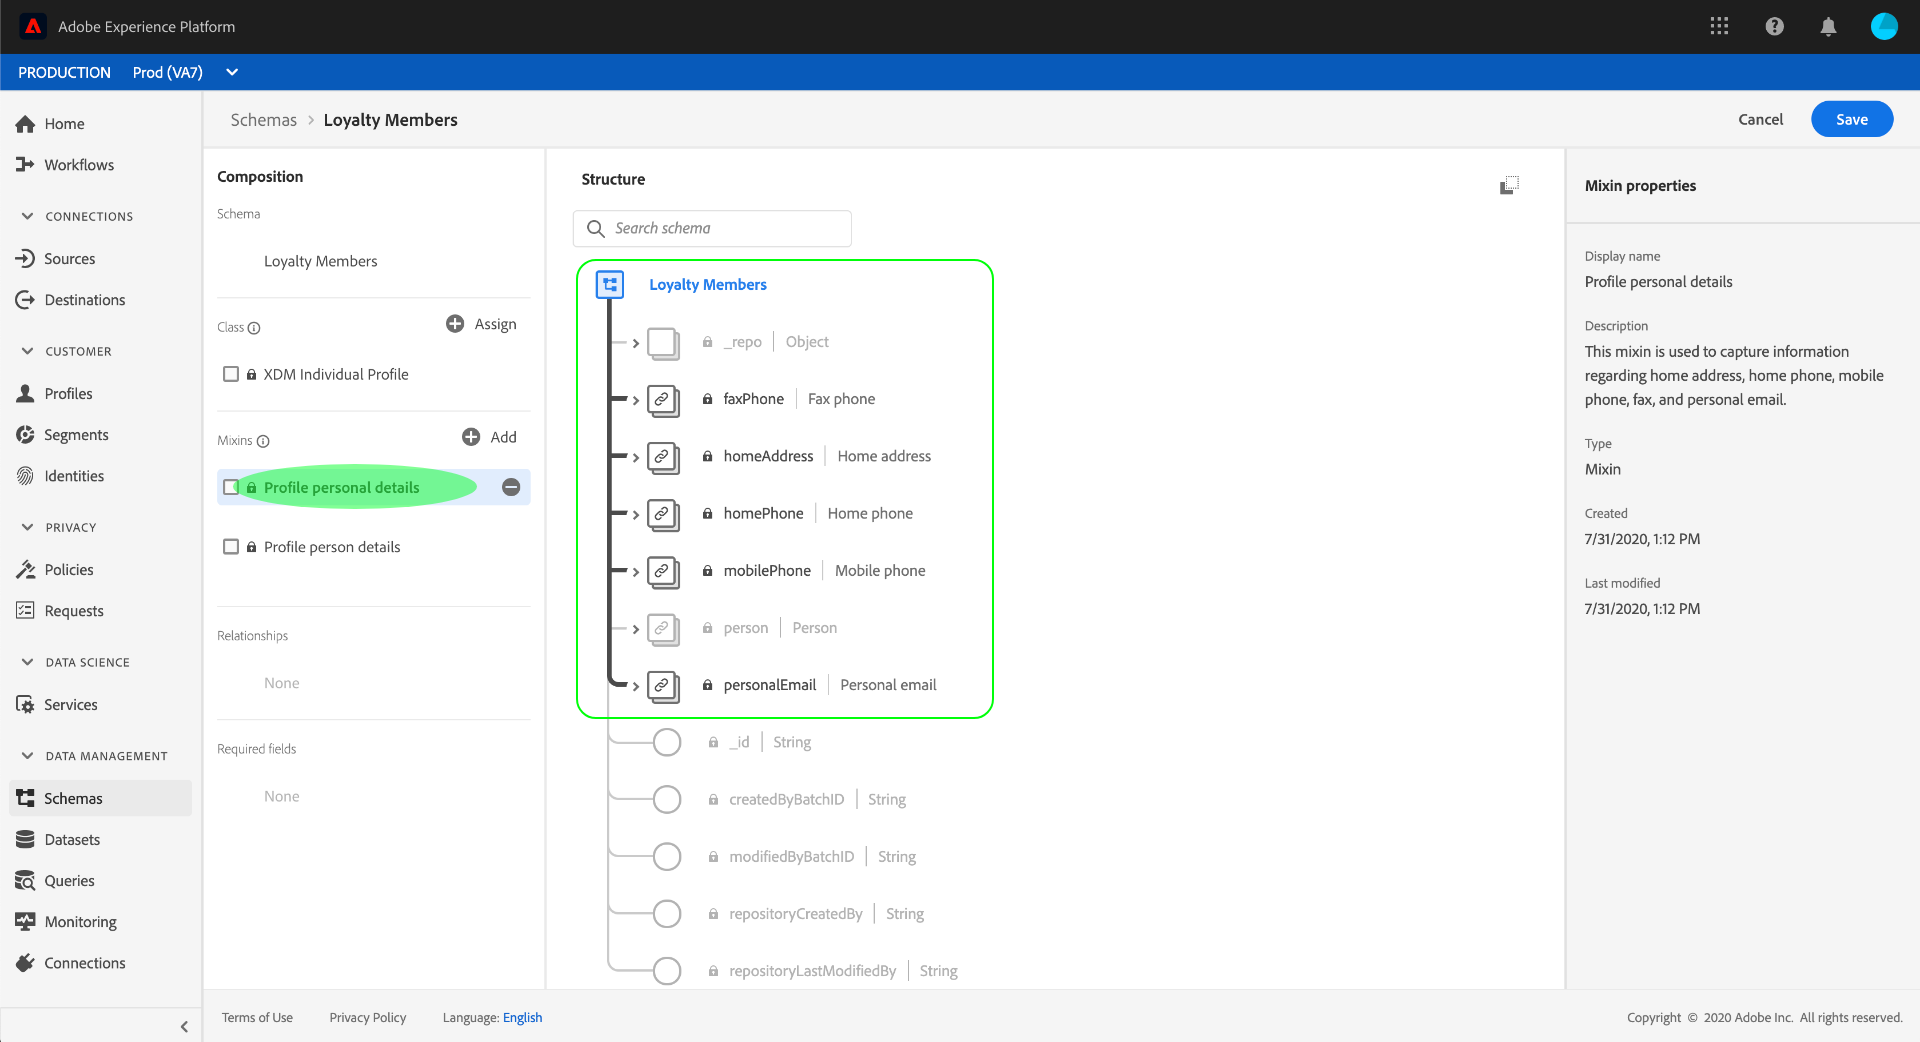 Adobe Experience Platform
PRODUCTION Prod (VA7)
Home
Workflows
CONNECTIONS
Sources
Destinations
CUSTOMER
Profiles
Segments
Identities
PRIVACY
Policies
Requests
DATA SCIENCE
Services
DATA MANAGEMENT
Schemas
Datasets
Queries
Monitoring
Connections
Schemas > Loyalty Members
Cancel
Save
Composition
Schema
Loyalty Members
Class
Assign
XDM Individual Profile
Mixins
Add
Profile personal details
Profile person details
Relationships
None
Required fields
None
Structure
Search schema
Loyalty Members
_repo | Object
faxPhone | Fax phone
homeAddress | Home address
homePhone | Home phone
mobilePhone | Mobile phone
person | Person
personalEmail | Personal email
_id | String
createdByBatchID | String
modifiedByBatchID | String
repositoryCreatedBy | String
repositoryLastModifiedBy | String
Mixin properties
Display name
Profile personal details
Description
This mixin is used to capture information
regarding home address, home phone, mobile
phone, fax, and personal email.
Type
Mixin
Created
7/31/2020, 1:12 PM
Last modified
7/31/2020, 1:12 PM
Terms of Use Privacy Policy Language: English
Copyright © 2020 Adobe Inc. All rights reserved.